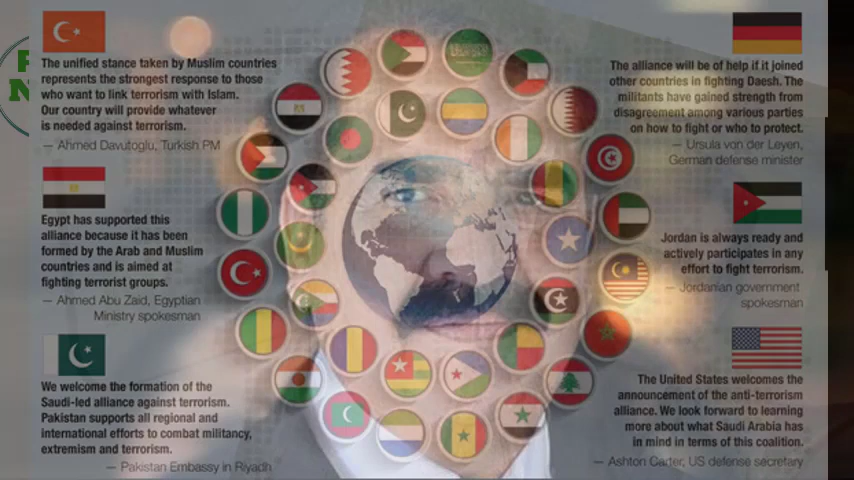 The unified stance taken by Muslim countries
represents the strongest response to those
who want to link terrorism with Islam.
Our country will provide whatever
is needed against terrorism.
— Ahmed Davutoglu, Turkish PM
Egypt has supported this
alliance because it has been
formed by the Arab and Muslim
countries and is aimed at
fighting terrorist groups.
— Ahmed Abu Zaid, Egyptian
Ministry spokesman
We welcome the formation of the
Saudi-led alliance against terrorism.
Pakistan supports all regional and
international efforts to combat militancy,
extremism and terrorism.
— Pakistan Embassy in Riyadh
The alliance will be of help if it joined
other countries in fighting Daesh. The
militants have gained strength from
disagreement among various parties
on how to fight or who to protect.
— Ursula von der Leyen,
German defense minister
Jordan is always ready and
actively participates in any
effort to fight terrorism.
— Jordanian government
spokesman
The United States welcomes the
announcement of the anti-terrorism
alliance. We look forward to learning
more about what Saudi Arabia has
in mind in terms of this coalition.
— Ashton Carter, US defense secretary